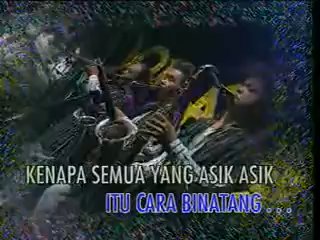 KENAPA SEMUA YANG ASIK ASIK
ITU CARA BINATANG . . .